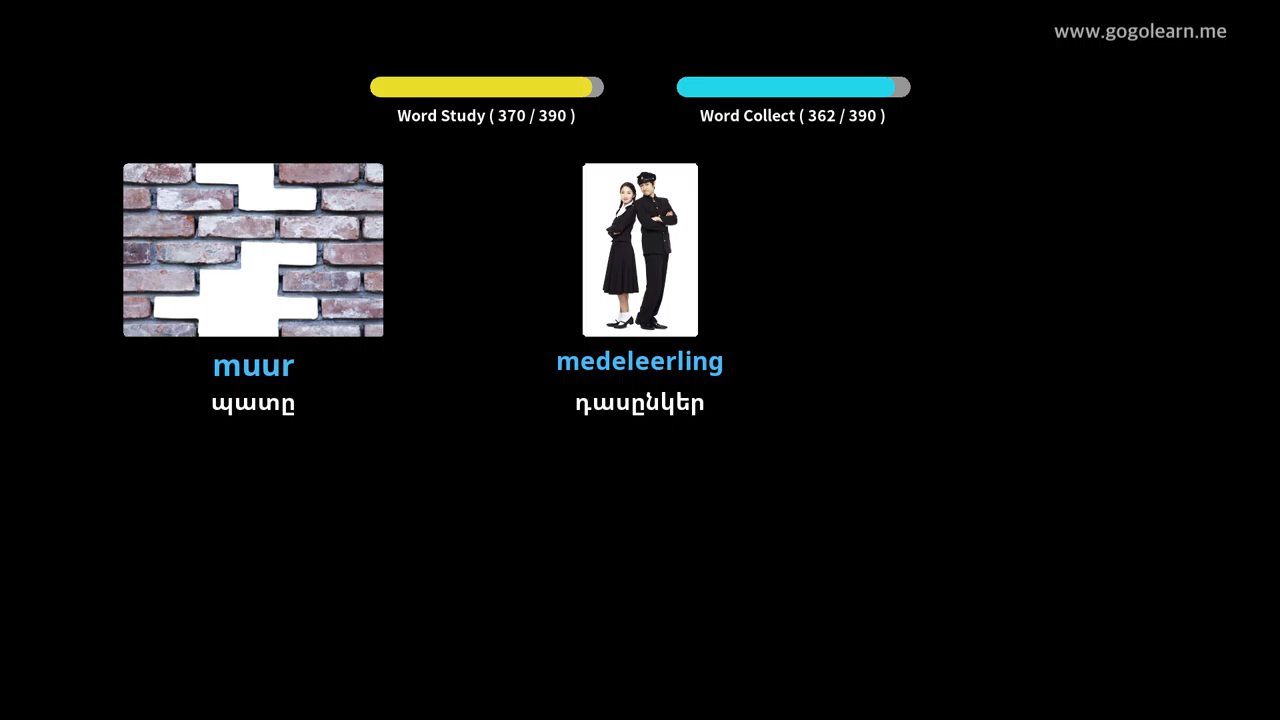 www.gogolearn.me
Word Study ( 370 / 390 )
Word Collect ( 362 / 390 )
muur
պատը
medeleerling
դասընկեր